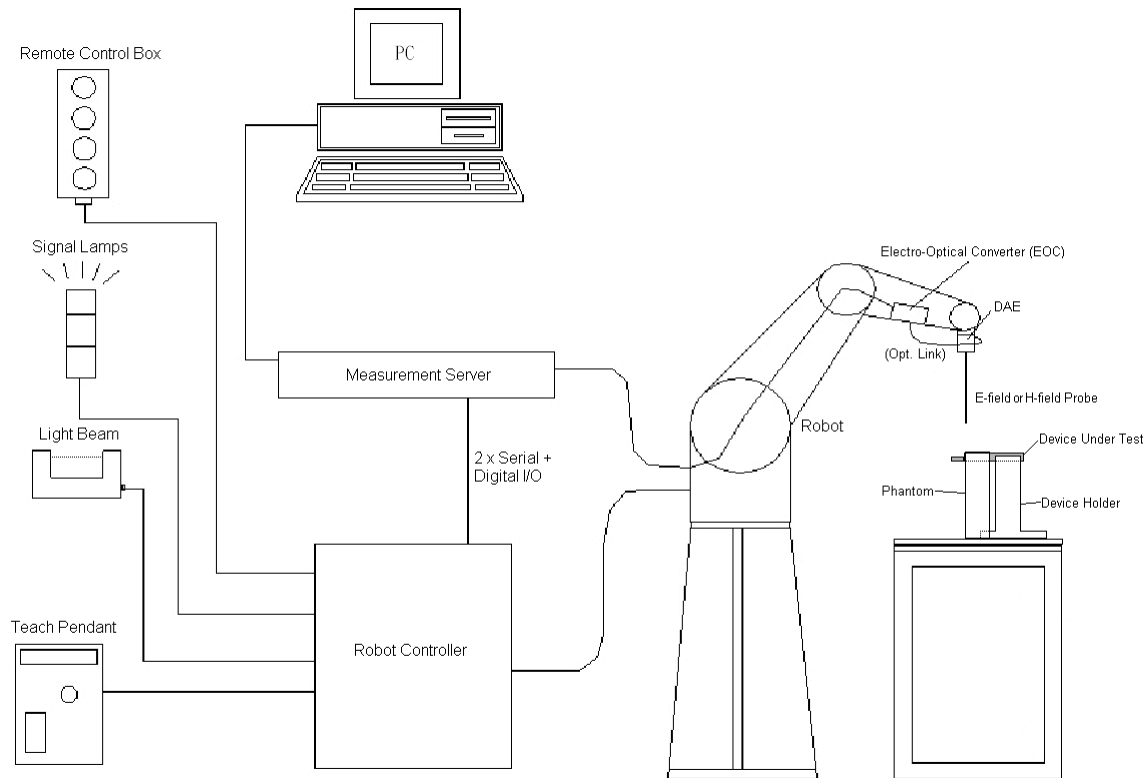 Remote Control Box
PC
Signal Lamps
Electro-Optical Converter (EOC)
DAE
(Opt. Link)
Measurement Server
E-field or H-field Probe
Light Beam
Robot
2 x Serial +
Digital I/O
Device Under Test
Phantom
Device Holder
Teach Pendant
Robot Controller